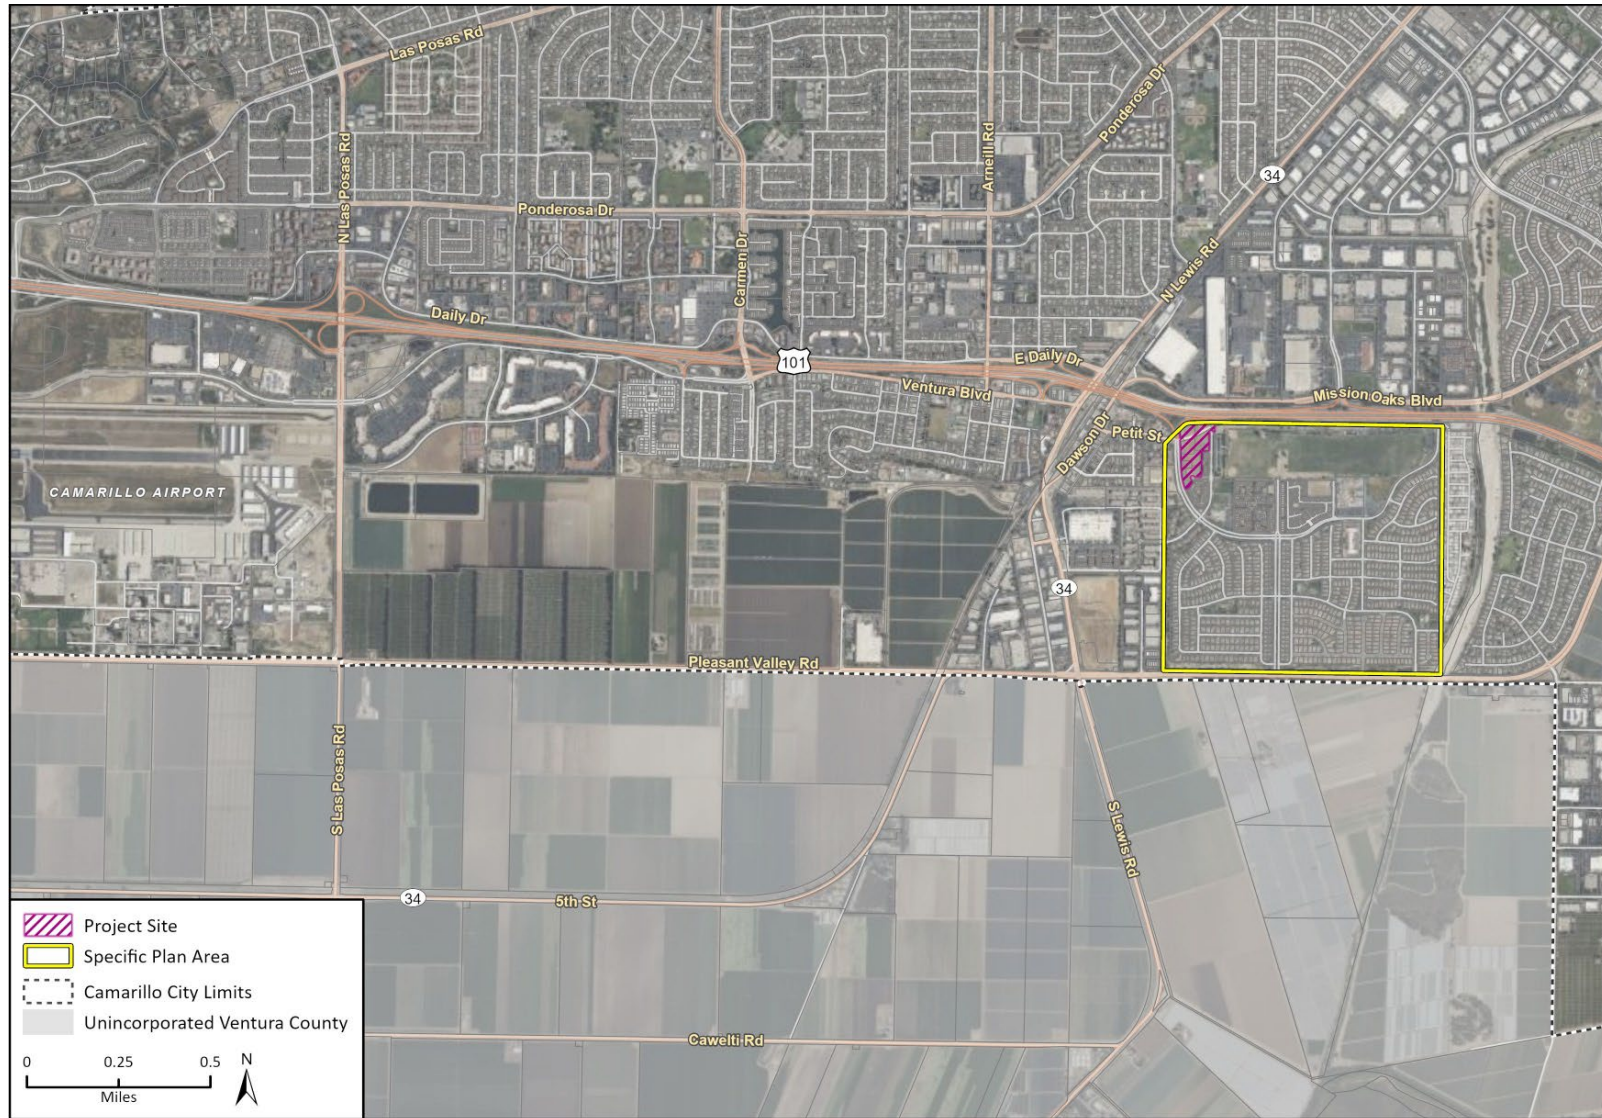 Las Posas Rd
N Las Posas Rd
Ponderosa Dr
Arneill Rd
34
Ponderosa Dr
Carmen Dr
N Lewis Rd
Daily Dr
101
E Daily Dr
Ventura Blvd
Mission Oaks Blvd
Petit St
Dawson Dr
CAMARILLO AIRPORT
34
Pleasant Valley Rd
S Las Posas Rd
S Lewis Rd
34
5th St
Cawelti Rd
Project Site
Specific Plan Area
Camarillo City Limits
Unincorporated Ventura County
0 0.25 0.5
Miles
N